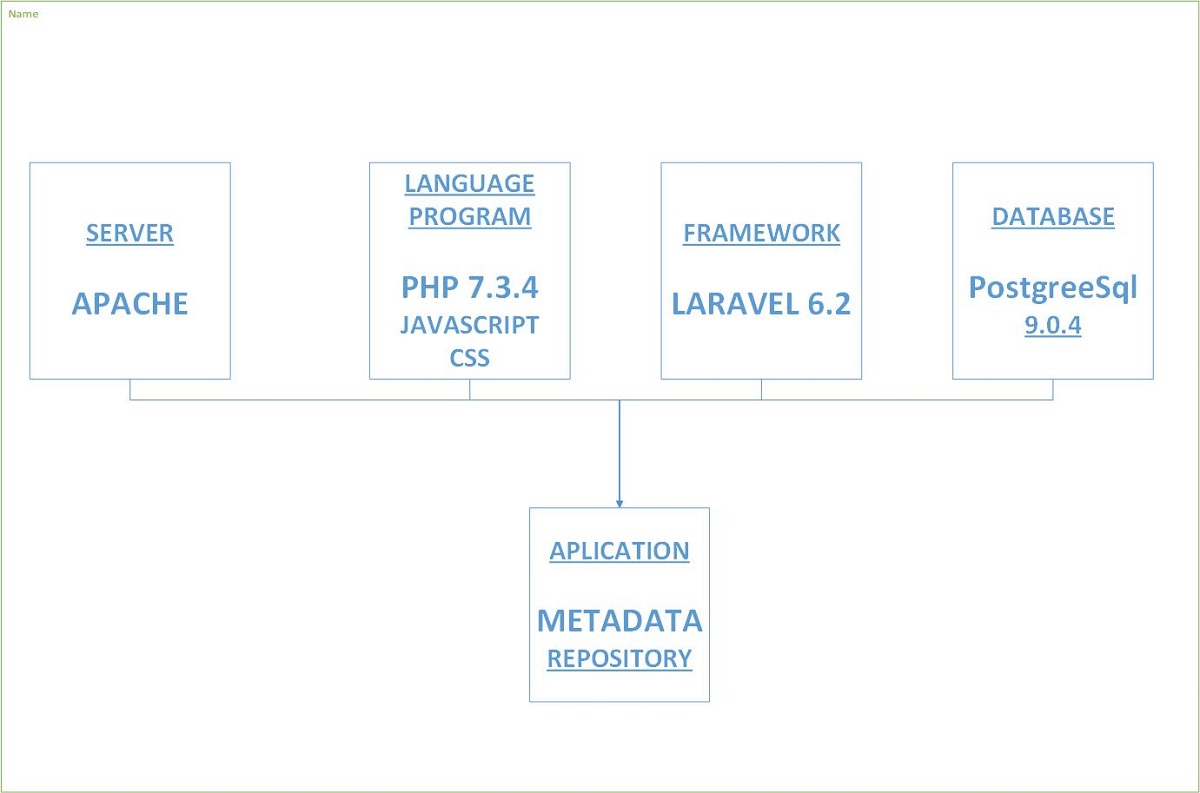 Name
SERVER
APACHE
LANGUAGE
PROGRAM
PHP 7.3.4
JAVASCRIPT
CSS
FRAMEWORK
LARAVEL 6.2
DATABASE
PostgreeSql
9.0.4
APLICATION
METADATA
REPOSITORY